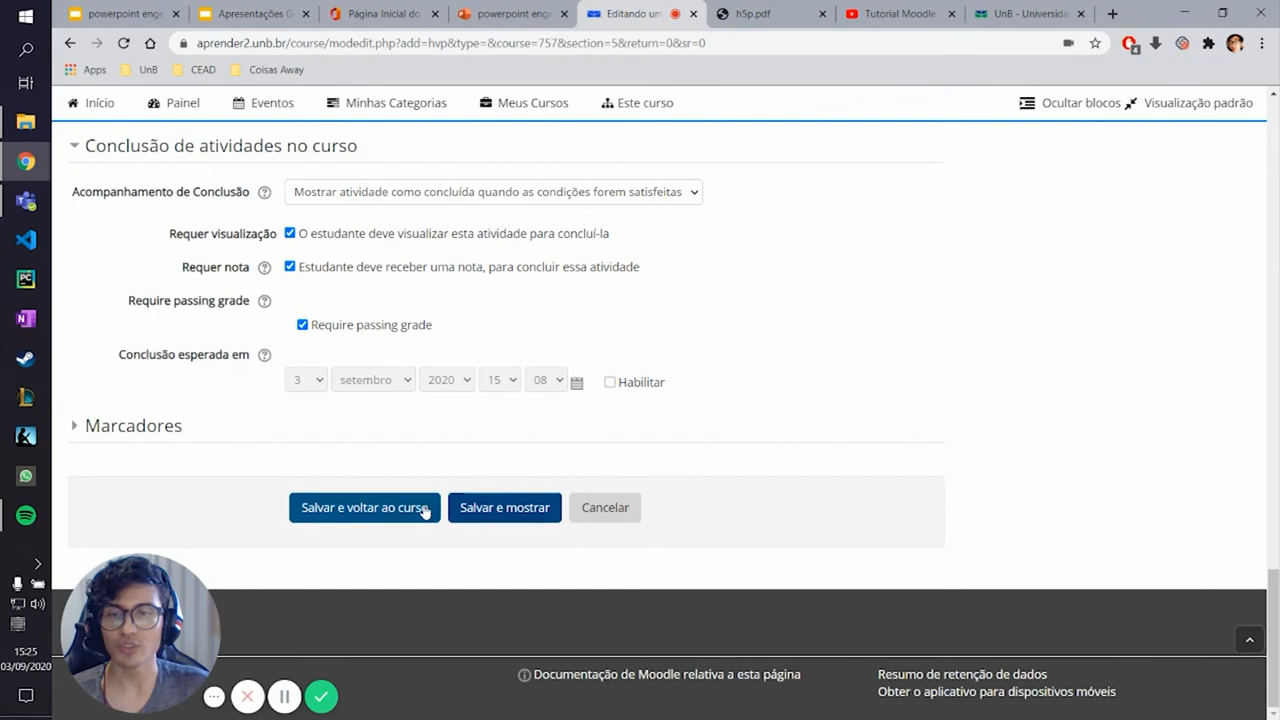 powerpoint enge
Apresentações G
Página Inicial do
powerpoint enge
Editando um
h5p.pdf
Tutorial Moodle
UnB - Universida
aprender2.unb.br/course/modedit.php?add=hvp&type=&course=757&section=5&return=0&sr=0
4
Apps
UnB
CEAD
Coisas Away
Início
Painel
Eventos
Minhas Categorias
Meus Cursos
Este curso
Ocultar blocos
Visualização padrão
Conclusão de atividades no curso
Acompanhamento de Conclusão
Mostrar atividade como concluída quando as condições forem satisfeitas
Requer visualização
O estudante deve visualizar esta atividade para concluí-la
Requer nota
Estudante deve receber uma nota, para concluir essa atividade
Require passing grade
Require passing grade
Conclusão esperada em
3 setembro 2020 15 08
Habilitar
Marcadores
Salvar e voltar ao curso
Salvar e mostrar
Cancelar
Documentação de Moodle relativa a esta página
Resumo de retenção de dados
Obter o aplicativo para dispositivos móveis
15:25
03/09/2020